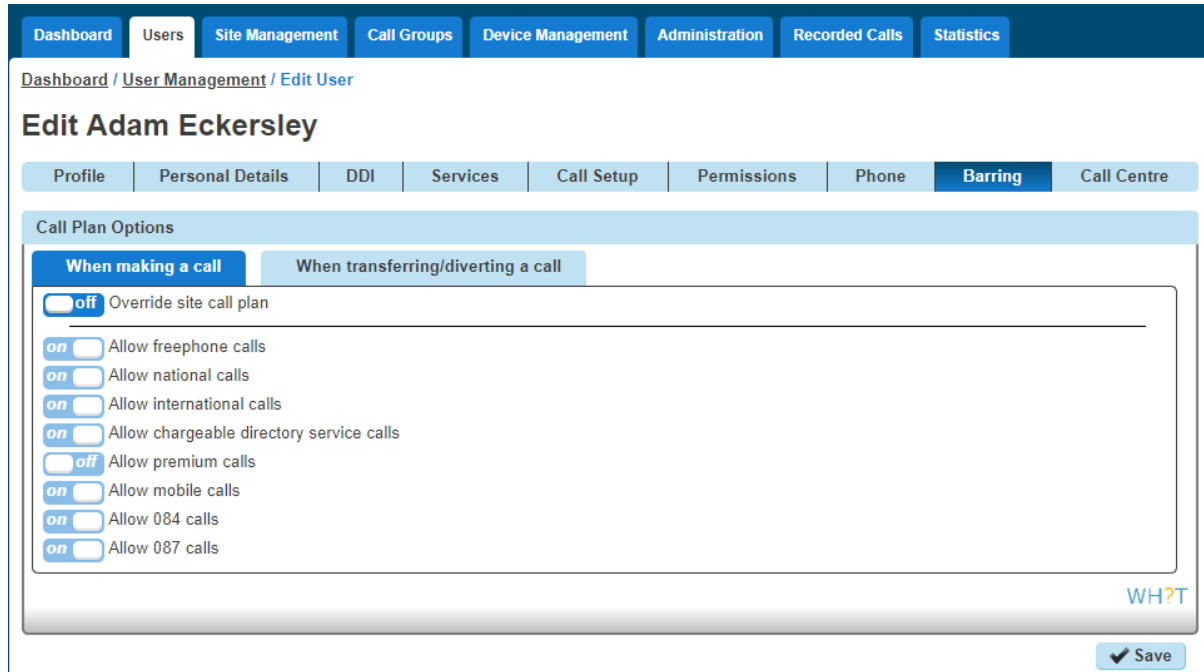 Dashboard Users Site Management Call Groups Device Management Administration Recorded Calls Statistics
Dashboard / User Management / Edit User
Edit Adam Eckersley
Profile Personal Details DDI Services Call Setup Permissions Phone Barring Call Centre
Call Plan Options
When making a call When transferring/diverting a call
off Override site call plan
on Allow freephone calls
on Allow national calls
on Allow international calls
on Allow chargeable directory service calls
off Allow premium calls
on Allow mobile calls
on Allow 084 calls
on Allow 087 calls
WH?T
Save